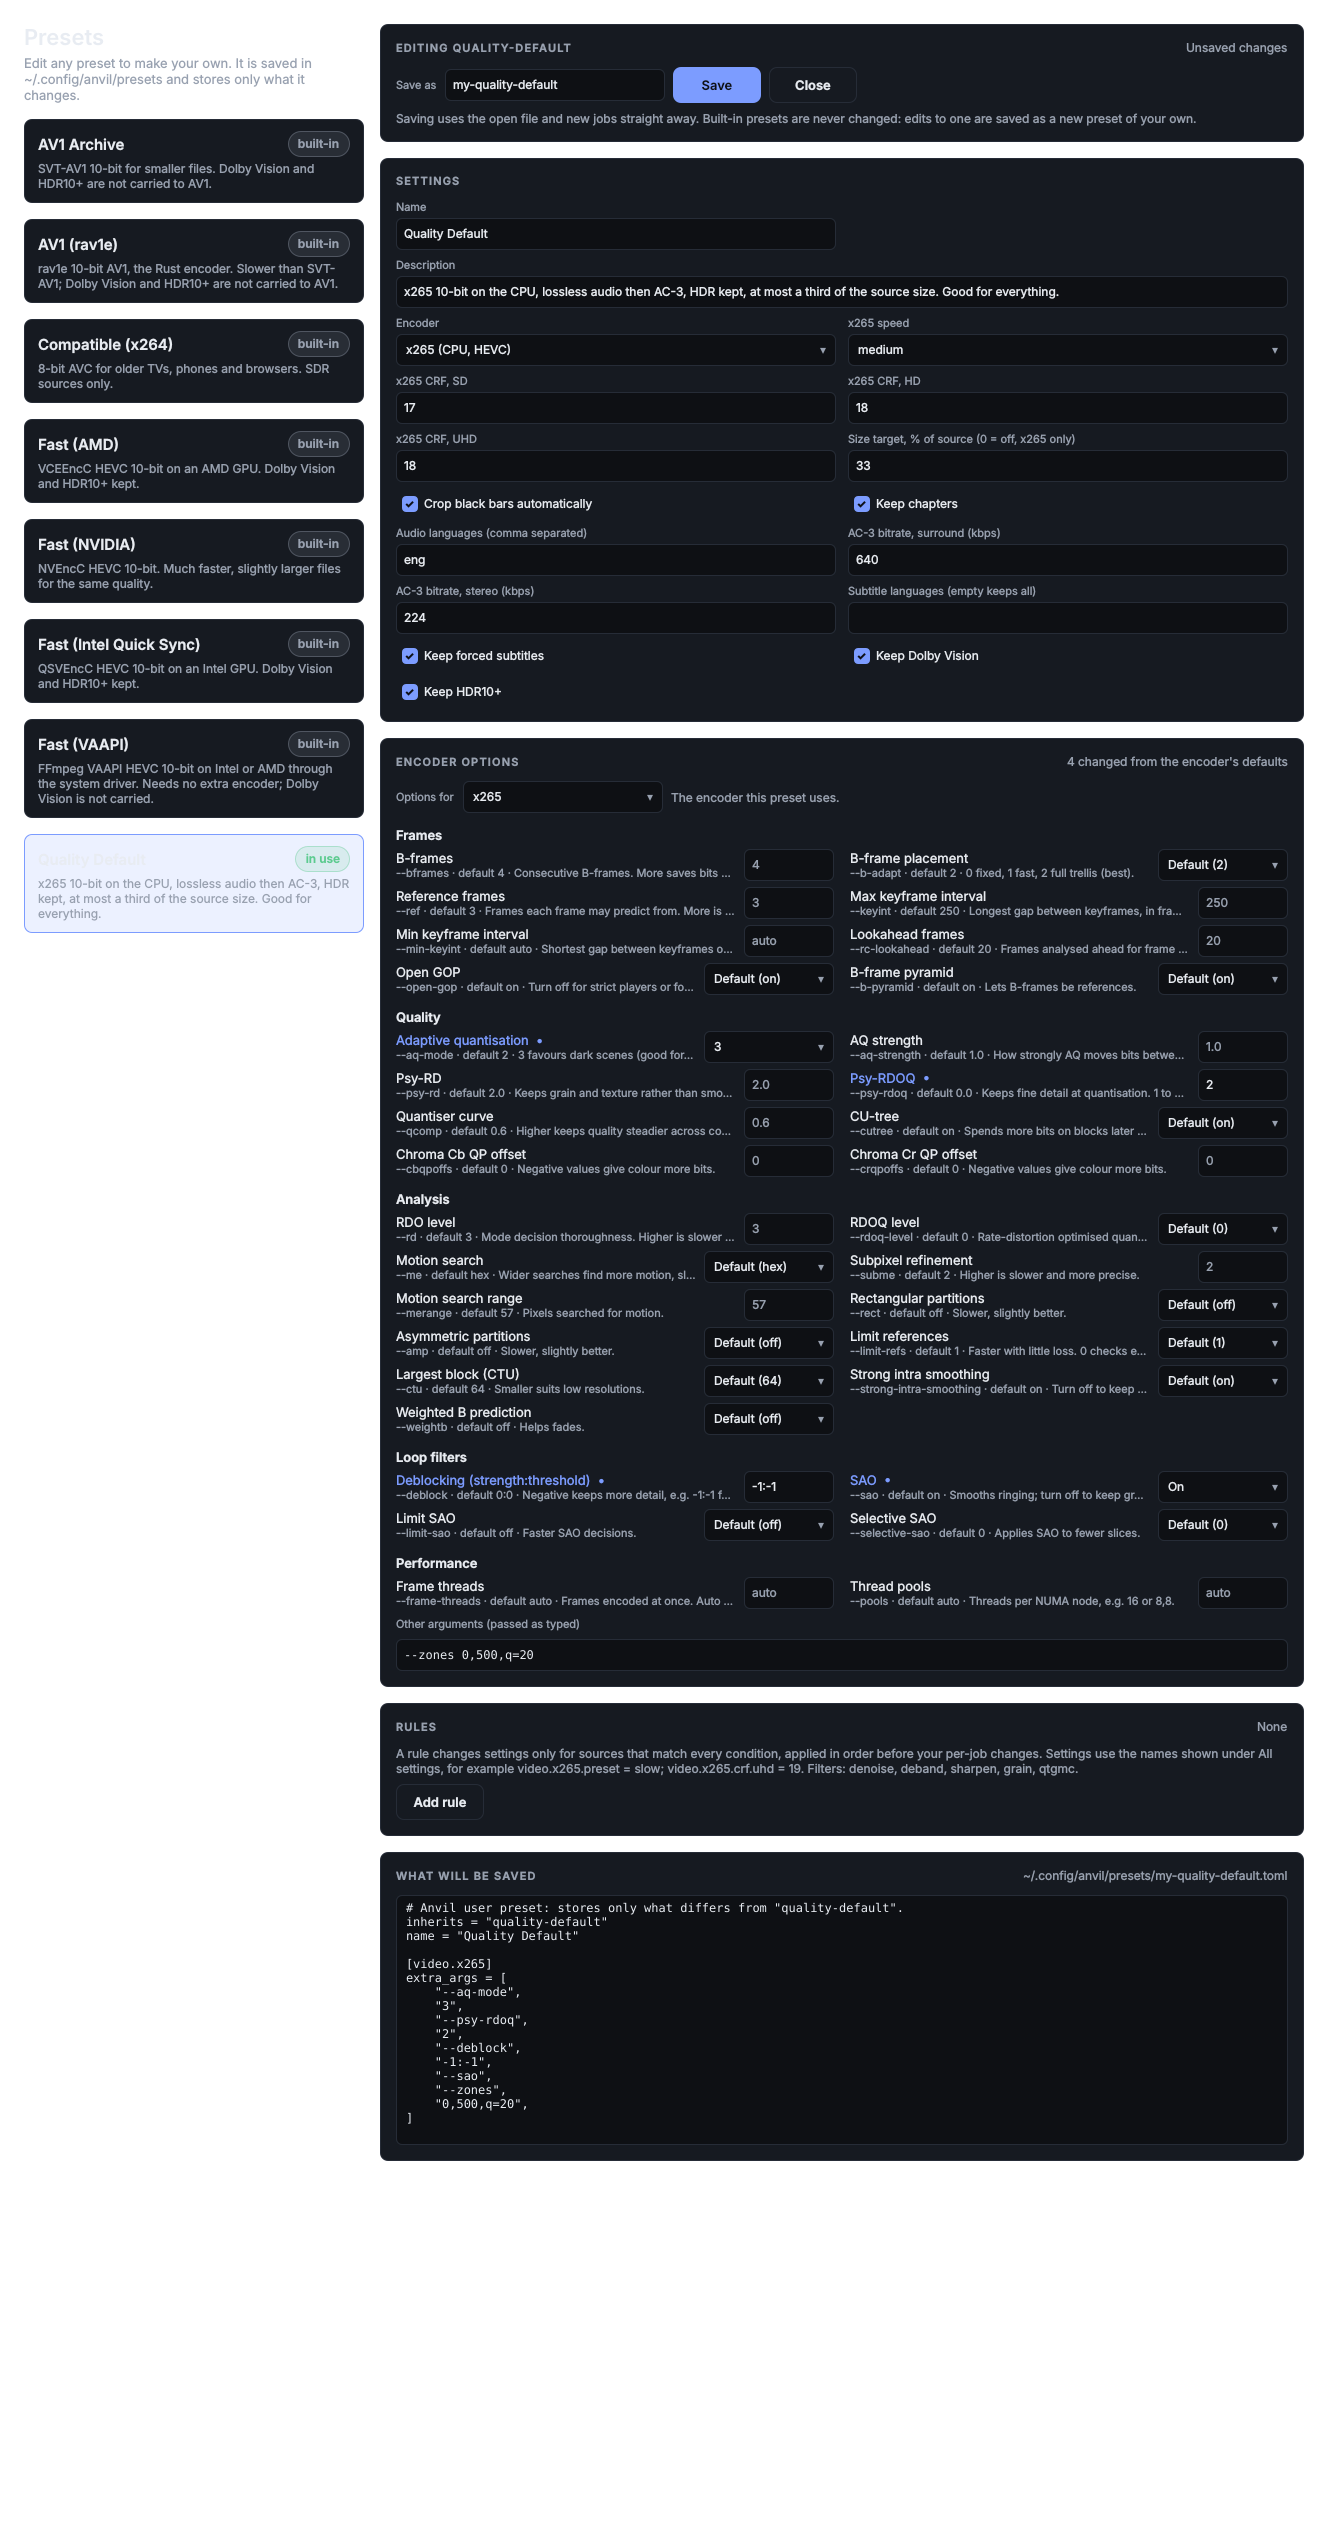 Presets
Edit any preset to make your own. It is saved in
~/.config/anvil/presets and stores only what it
changes.
AV1 Archive
built-in
SVT-AV1 10-bit for smaller files. Dolby Vision and
HDR10+ are not carried to AV1.
AV1 (rav1e)
built-in
rav1e 10-bit AV1, the Rust encoder. Slower than SVT-
AV1; Dolby Vision and HDR10+ are not carried to AV1.
Compatible (x264)
built-in
8-bit AVC for older TVs, phones and browsers. SDR
sources only.
Fast (AMD)
built-in
VCEEncC HEVC 10-bit on an AMD GPU. Dolby Vision
and HDR10+ kept.
Fast (NVIDIA)
built-in
NVEncC HEVC 10-bit. Much faster, slightly larger files
for the same quality.
Fast (Intel Quick Sync)
built-in
QSVEncC HEVC 10-bit on an Intel GPU. Dolby Vision
and HDR10+ kept.
Fast (VAAPI)
built-in
FFmpeg VAAPI HEVC 10-bit on Intel or AMD through
the system driver. Needs no extra encoder; Dolby
Vision is not carried.
Quality Default
in use
x265 10-bit on the CPU, lossless audio then AC-3, HDR
kept, at most a third of the source size. Good for
everything.
EDITING QUALITY-DEFAULT
Unsaved changes
Save as
my-quality-default
Save
Close
Saving uses the open file and new jobs straight away. Built-in presets are never changed: edits to one are saved as a new preset of your own.
SETTINGS
Name
Quality Default
Description
x265 10-bit on the CPU, lossless audio then AC-3, HDR kept, at most a third of the source size. Good for everything.
Encoder
x265 speed
x265 (CPU, HEVC)
medium
x265 CRF, SD
x265 CRF, HD
17
18
x265 CRF, UHD
Size target, % of source (0 = off, x265 only)
18
33
Crop black bars automatically
Keep chapters
Audio languages (comma separated)
AC-3 bitrate, surround (kbps)
eng
640
AC-3 bitrate, stereo (kbps)
Subtitle languages (empty keeps all)
224
Keep forced subtitles
Keep Dolby Vision
Keep HDR10+
ENCODER OPTIONS
4 changed from the encoder's defaults
Options for
x265
The encoder this preset uses.
Frames
B-frames
--bframes · default 4 · Consecutive B-frames. More saves bits ...
4
B-frame placement
--b-adapt · default 2 · 0 fixed, 1 fast, 2 full trellis (best).
Default (2)
Reference frames
--ref · default 3 · Frames each frame may predict from. More is ...
3
Max keyframe interval
--keyint · default 250 · Longest gap between keyframes, in fra...
250
Min keyframe interval
--min-keyint · default auto · Shortest gap between keyframes o...
auto
Lookahead frames
--rc-lookahead · default 20 · Frames analysed ahead for frame ...
20
Open GOP
--open-gop · default on · Turn off for strict players or fo...
Default (on)
B-frame pyramid
--b-pyramid · default on · Lets B-frames be references.
Default (on)
Quality
Adaptive quantisation •
--aq-mode · default 2 · 3 favours dark scenes (good for...
3
AQ strength
--aq-strength · default 1.0 · How strongly AQ moves bits betwe...
1.0
Psy-RD
--psy-rd · default 2.0 · Keeps grain and texture rather than smo...
2.0
Psy-RDOQ •
--psy-rdoq · default 0.0 · Keeps fine detail at quantisation. 1 to ...
2
Quantiser curve
--qcomp · default 0.6 · Higher keeps quality steadier across co...
0.6
CU-tree
--cutree · default on · Spends more bits on blocks later ...
Default (on)
Chroma Cb QP offset
--cbqpoffs · default 0 · Negative values give colour more bits.
0
Chroma Cr QP offset
--crqpoffs · default 0 · Negative values give colour more bits.
0
Analysis
RDO level
--rd · default 3 · Mode decision thoroughness. Higher is slower ...
3
RDOQ level
--rdoq-level · default 0 · Rate-distortion optimised quan...
Default (0)
Motion search
--me · default hex · Wider searches find more motion, sl...
Default (hex)
Subpixel refinement
--subme · default 2 · Higher is slower and more precise.
2
Motion search range
--merange · default 57 · Pixels searched for motion.
57
Rectangular partitions
--rect · default off · Slower, slightly better.
Default (off)
Asymmetric partitions
--amp · default off · Slower, slightly better.
Default (off)
Limit references
--limit-refs · default 1 · Faster with little loss. 0 checks e...
Default (1)
Largest block (CTU)
--ctu · default 64 · Smaller suits low resolutions.
Default (64)
Strong intra smoothing
--strong-intra-smoothing · default on · Turn off to keep ...
Default (on)
Weighted B prediction
--weightb · default off · Helps fades.
Default (off)
Loop filters
Deblocking (strength:threshold) •
--deblock · default 0:0 · Negative keeps more detail, e.g. -1:-1 f...
-1:-1
SAO •
--sao · default on · Smooths ringing; turn off to keep gr...
On
Limit SAO
--limit-sao · default off · Faster SAO decisions.
Default (off)
Selective SAO
--selective-sao · default 0 · Applies SAO to fewer slices.
Default (0)
Performance
Frame threads
--frame-threads · default auto · Frames encoded at once. Auto ...
auto
Thread pools
--pools · default auto · Threads per NUMA node, e.g. 16 or 8,8.
auto
Other arguments (passed as typed)
--zones 0,500,q=20
RULES
None
A rule changes settings only for sources that match every condition, applied in order before your per-job changes. Settings use the names shown under All
settings, for example video.x265.preset = slow; video.x265.crf.uhd = 19. Filters: denoise, deband, sharpen, grain, qtgmc.
Add rule
WHAT WILL BE SAVED
~/.config/anvil/presets/my-quality-default.toml
# Anvil user preset: stores only what differs from "quality-default".
inherits = "quality-default"
name = "Quality Default"
[video.x265]
extra_args = [
"--aq-mode",
"3",
"--psy-rdoq",
"2",
"--deblock",
"-1:-1",
"--sao",
"--zones",
"0,500,q=20",
]